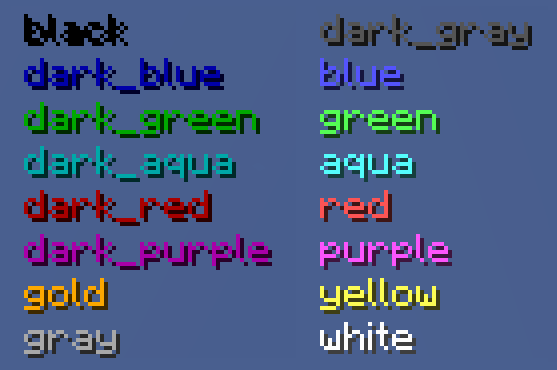 black
dark_blue
dark_green
dark_aqua
dark_red
dark_purple
gold
gray
dark_gray
blue
green
aqua
red
purple
yellow
white